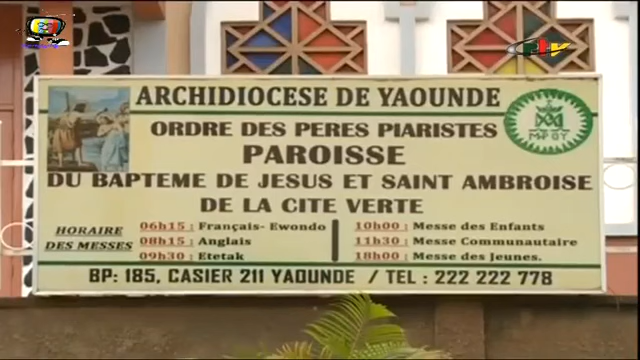 ARCHIDIOCESE DE YAOUNDE
ORDRE DES PERES PIARISTES
PAROISSE
DU BAPTEME DE JESUS ET SAINT AMBROISE
DE LA CITE VERTE
HORAIRE DES MESSES
06h15 : Français- Ewondo
08h15 : Anglais
09h30 : Etetak
10h00 : Messe des Enfants
11h30 : Messe Communautaire
18h00 : Messe des Jeunes.
BP: 185, CASIER 211 YAOUNDE / TEL : 222 222 778